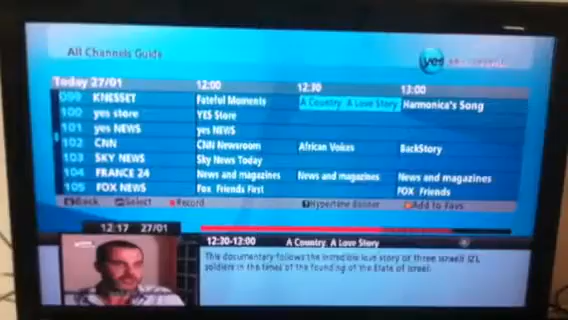 All Channels Guide
yes
Today 27/01 12:00 12:30 13:00
099 KNESSET Fateful Moments A Country, A Love Story Harmonica's Song
100 yes store YES Store
101 yes NEWS yes NEWS
102 CNN CNN Newsroom African Voices BackStory
103 SKY NEWS Sky News Today
104 FRANCE 24 News and magazines News and magazines News and magazines
105 FOX NEWS Fox Friends First FOX Friends
Back Select Record Hypertime Banner Add to Favs
12:17 27/01
12:30-13:00 A Country, A Love Story
This documentary follows the incredible love story of three Israeli IZL
soldiers in the times of the founding of the State of Israel.